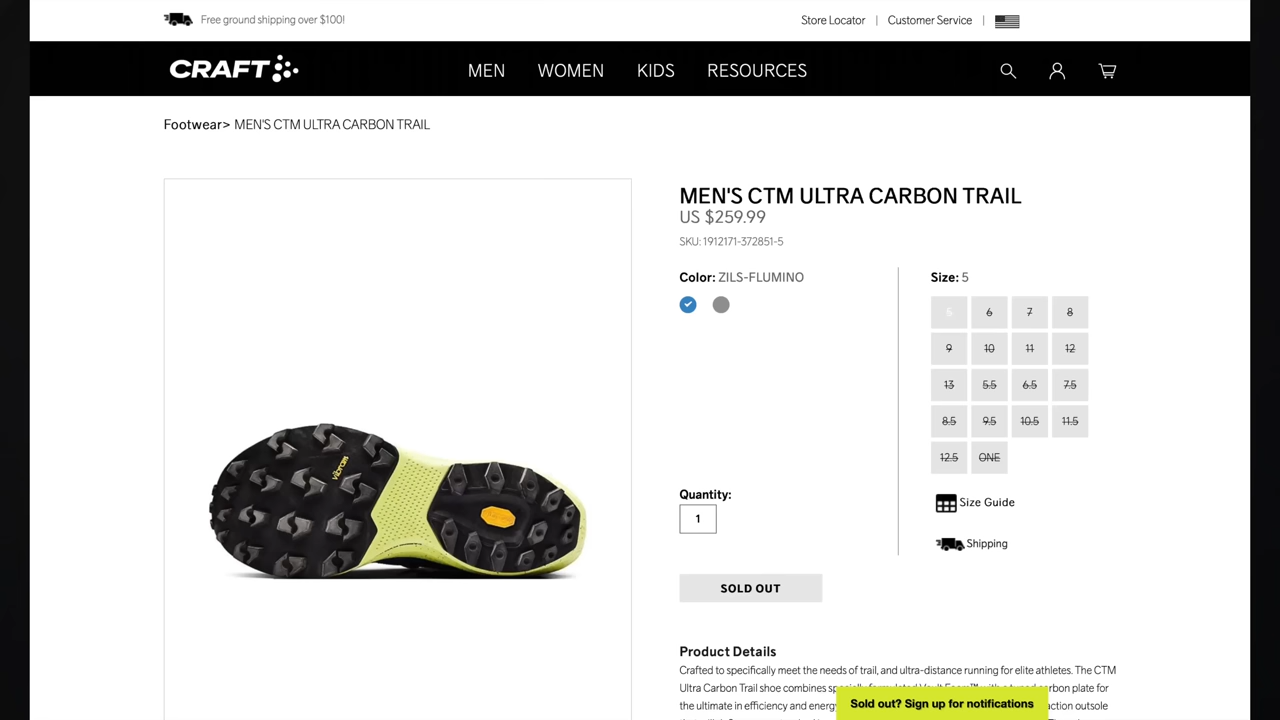 Free ground shipping over $100!
Store Locator | Customer Service |
CRAFT
MEN WOMEN KIDS RESOURCES
Footwear> MEN'S CTM ULTRA CARBON TRAIL
MEN'S CTM ULTRA CARBON TRAIL
US $259.99
SKU: 1912171-372851-5
Color: ZILS-FLUMINO
Size: 5
5 6 7 8
9 10 11 12
13 5.5 6.5 7.5
8.5 9.5 10.5 11.5
12.5 ONE
vibram
Quantity:
1
Size Guide
Shipping
SOLD OUT
Product Details
Crafted to specifically meet the needs of trail, and ultra-distance running for elite athletes. The CTM
Ultra Carbon Trail shoe combines carbon plate for
the ultimate in efficiency and energy outsole
Sold out? Sign up for notifications